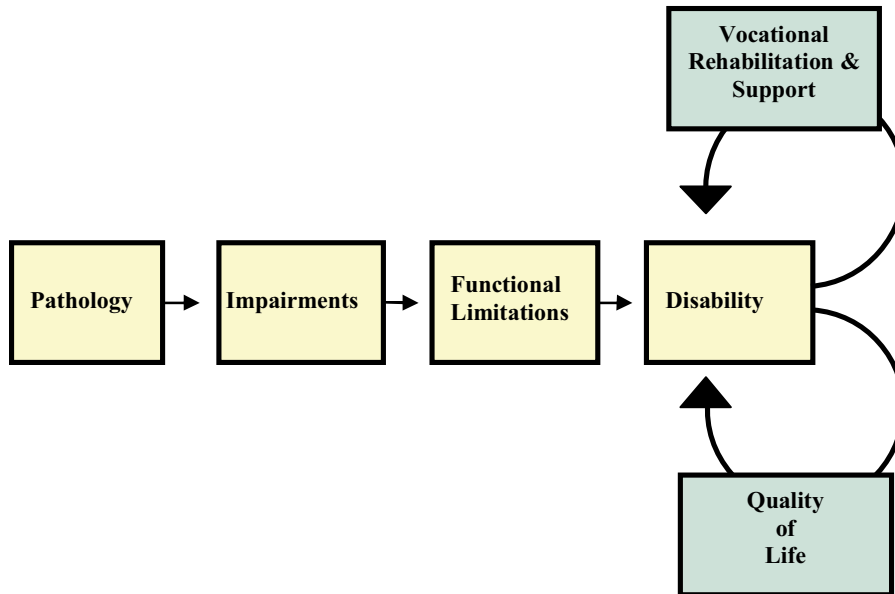 Vocational
Rehabilitation &
Support
Pathology
Impairments
Functional
Limitations
Disability
Quality
of
Life